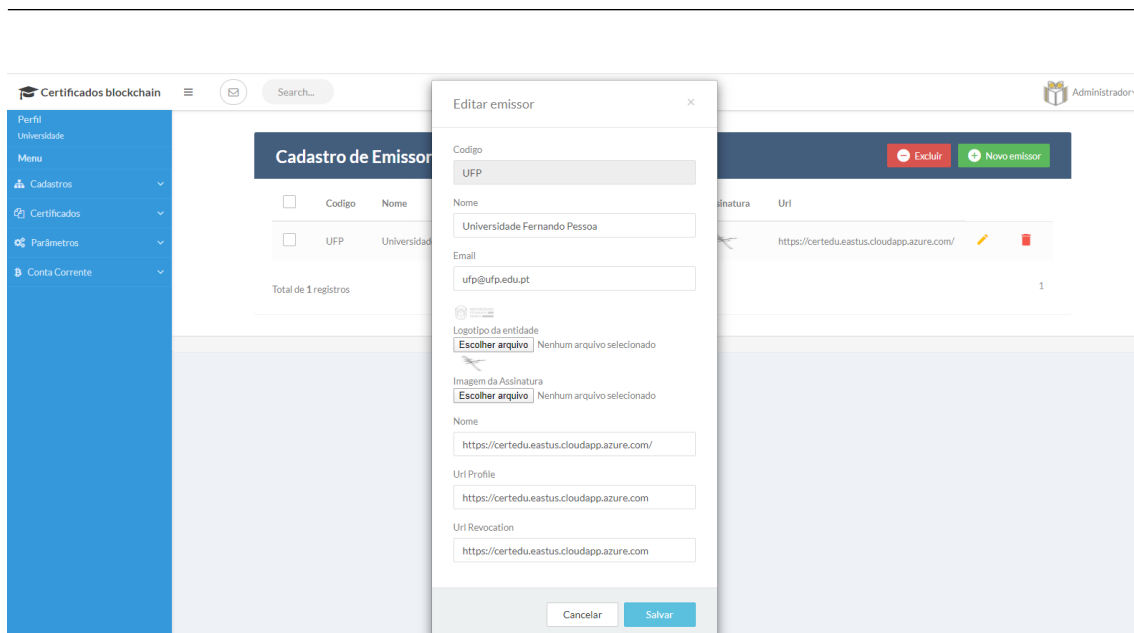 Certificados blockchain
Search...
Administrador
Perfil
Universidade
Menu
Cadastros
Certificados
Parâmetros
Conta Corrente
Cadastro de Emissor
Excluir
Novo emissor
Codigo Nome sinatura Url
UFP Universidad https://certedu.eastus.cloudapp.azure.com/
Total de 1 registros
1
Editar emissor
×
Codigo
UFP
Nome
Universidade Fernando Pessoa
Email
ufp@ufp.edu.pt
Logotipo da entidade
Escolher arquivo Nenhum arquivo selecionado
Imagem da Assinatura
Escolher arquivo Nenhum arquivo selecionado
Nome
https://certedu.eastus.cloudapp.azure.com/
Url Profile
https://certedu.eastus.cloudapp.azure.com
Url Revocation
https://certedu.eastus.cloudapp.azure.com
Cancelar
Salvar